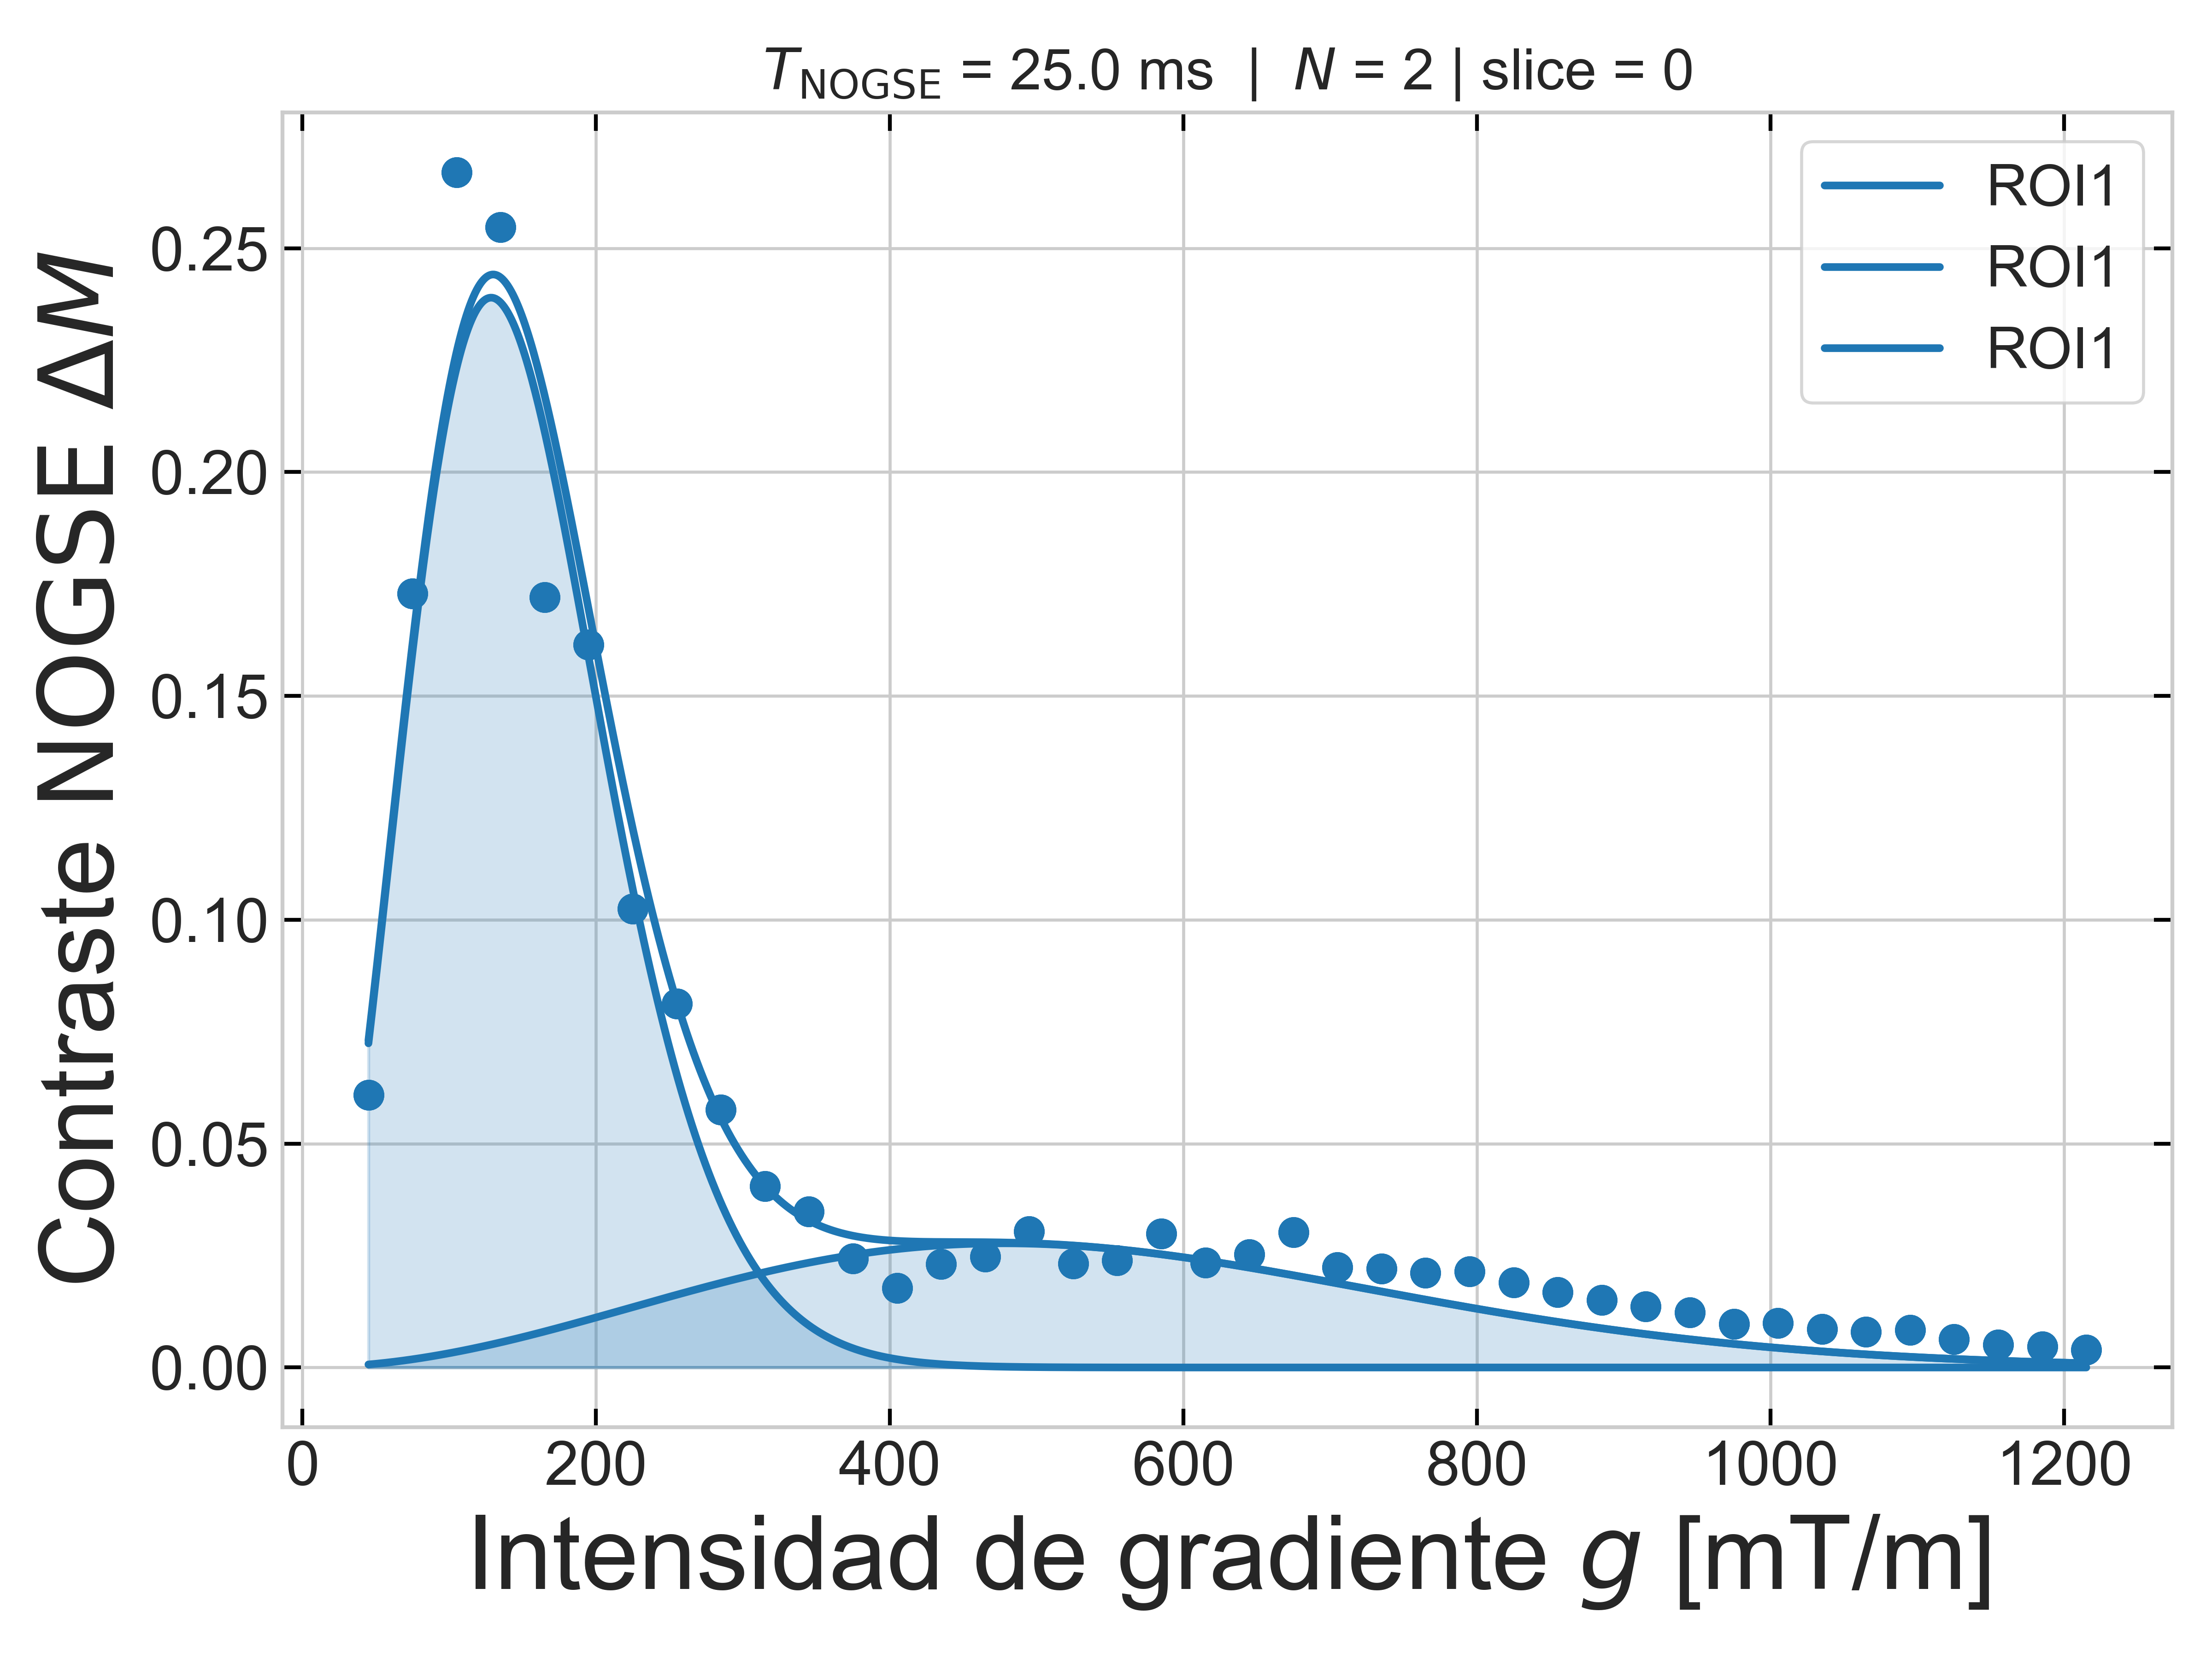 T_NOGSE = 25.0 ms | N = 2 | slice = 0
ROI1
ROI1
ROI1
Contraste NOGSE ΔM
0.25
0.20
0.15
0.10
0.05
0.00
0 200 400 600 800 1000 1200
Intensidad de gradiente g [mT/m]